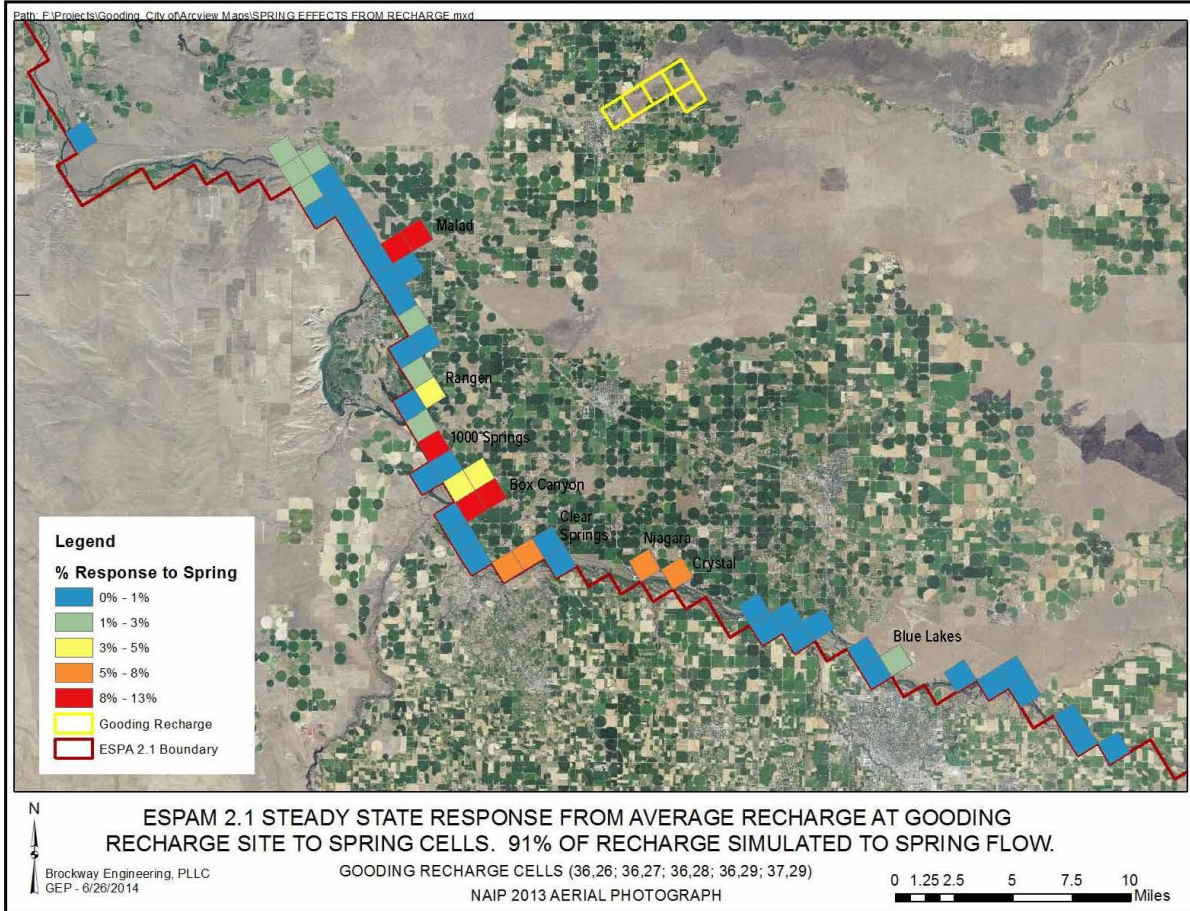 Path: F:\Projects\Gooding, City of\Arcview Maps\SPRING EFFECTS FROM RECHARGE.mxd
Malad
Rangen
1000 Springs
Box Canyon
Clear
Springs
Niagara
Crystal
Blue Lakes
Legend
% Response to Spring
0% - 1%
1% - 3%
3% - 5%
5% - 8%
8% - 13%
Gooding Recharge
ESPA 2.1 Boundary
N
ESPAM 2.1 STEADY STATE RESPONSE FROM AVERAGE RECHARGE AT GOODING
RECHARGE SITE TO SPRING CELLS. 91% OF RECHARGE SIMULATED TO SPRING FLOW.
Brockway Engineering, PLLC
GEP - 6/26/2014
GOODING RECHARGE CELLS (36,26; 36,27; 36,28; 36,29; 37,29)
NAIP 2013 AERIAL PHOTOGRAPH
0 1.25 2.5 5 7.5 10
Miles